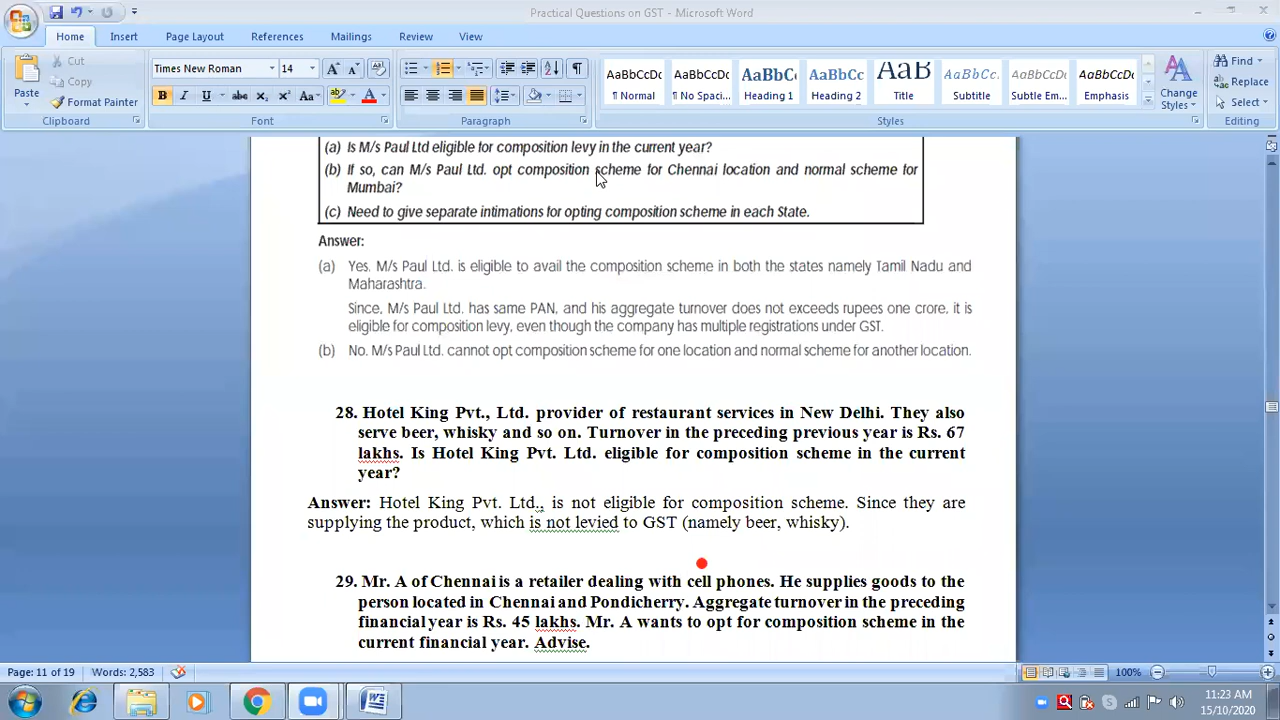 Practical Questions on GST - Microsoft Word
Home Insert Page Layout References Mailings Review View
Paste
Cut
Copy
Format Painter
Clipboard
Times New Roman 14
Font
Paragraph
AaBbCcDc AaBbCcDc AaBbC AaBbCc AaB AaBbCcL AaBbCcDc AaBbCcDc
¶ Normal ¶ No Spaci... Heading 1 Heading 2 Title Subtitle Subtle Em... Emphasis
Change Styles
Styles
Find
Replace
Select
Editing
(a) Is M/s Paul Ltd eligible for composition levy in the current year?
(b) If so, can M/s Paul Ltd. opt composition scheme for Chennai location and normal scheme for
Mumbai?
(c) Need to give separate intimations for opting composition scheme in each State.
Answer:
(a) Yes. M/s Paul Ltd. is eligible to avail the composition scheme in both the states namely Tamil Nadu and
Maharashtra.
Since, M/s Paul Ltd. has same PAN, and his aggregate turnover does not exceeds rupees one crore, it is
eligible for composition levy, even though the company has multiple registrations under GST.
(b) No. M/s Paul Ltd. cannot opt composition scheme for one location and normal scheme for another location.
28. Hotel King Pvt., Ltd. provider of restaurant services in New Delhi. They also
serve beer, whisky and so on. Turnover in the preceding previous year is Rs. 67
lakhs. Is Hotel King Pvt. Ltd. eligible for composition scheme in the current
year?
Answer: Hotel King Pvt. Ltd., is not eligible for composition scheme. Since they are
supplying the product, which is not levied to GST (namely beer, whisky).
29. Mr. A of Chennai is a retailer dealing with cell phones. He supplies goods to the
person located in Chennai and Pondicherry. Aggregate turnover in the preceding
financial year is Rs. 45 lakhs. Mr. A wants to opt for composition scheme in the
current financial year. Advise.
Page: 11 of 19 Words: 2,583 100%
11:23 AM
15/10/2020